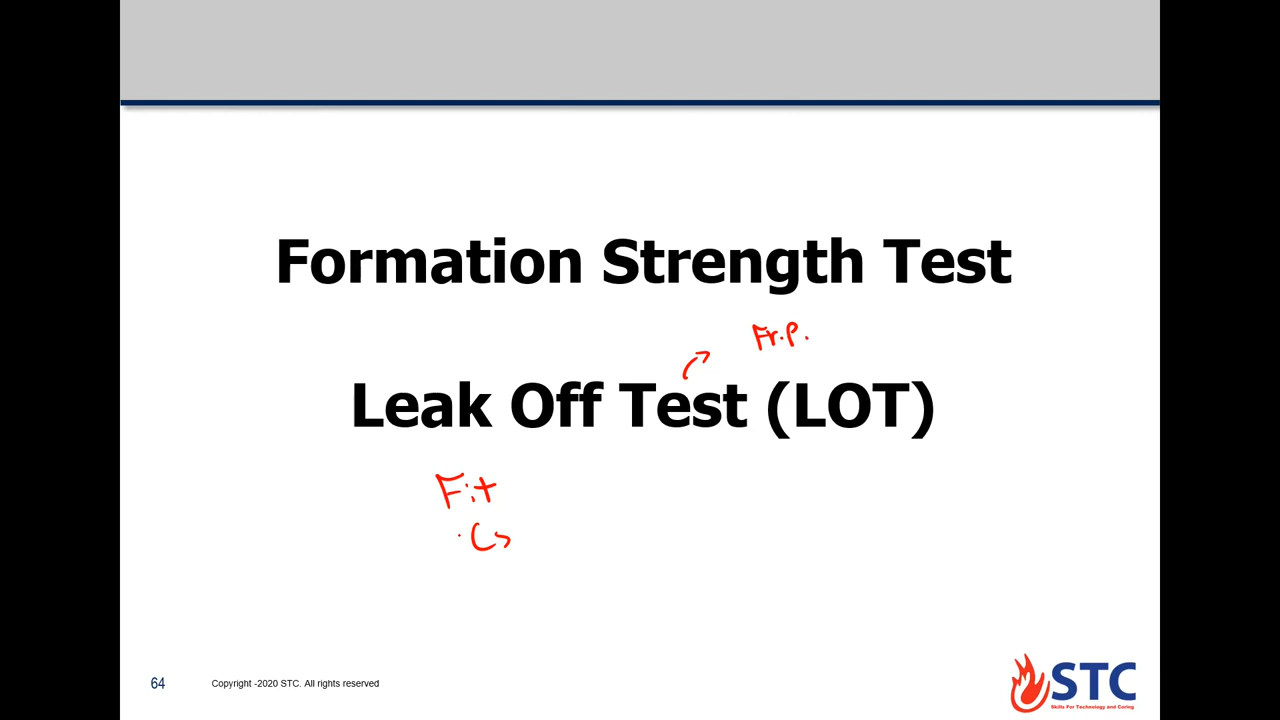 Formation Strength Test
Fr.P.
Leak Off Test (LOT)
Fit
64
Copyright -2020 STC. All rights reserved
STC
Skills For Technology and Caring